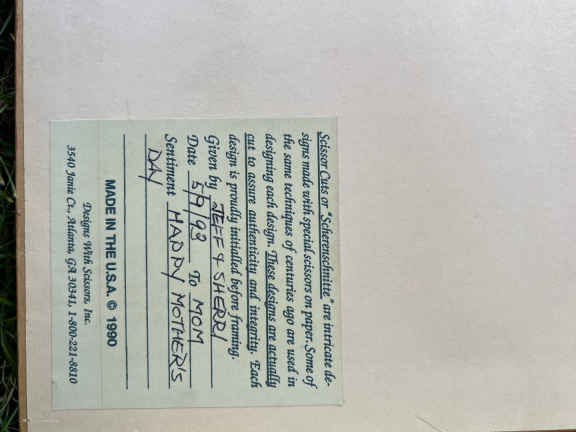 Scissor Cuts or "Scherenschnitte" are intricate de-
signs made with special scissors on paper. Some of
the same techniques of centuries ago are used in
designing each design. These designs are actually
cut to assure authenticity and integrity. Each
design is proudly initialled before framing.
Given by JEFF & SHERRI
Date 5/9/93 To MOM
Sentiment HAPPY MOTHER'S
DAY
MADE IN THE U.S.A. © 1990
Designs With Scissors, Inc.
3540 Janie Ct., Atlanta, GA 30341, 1-800-221-8810